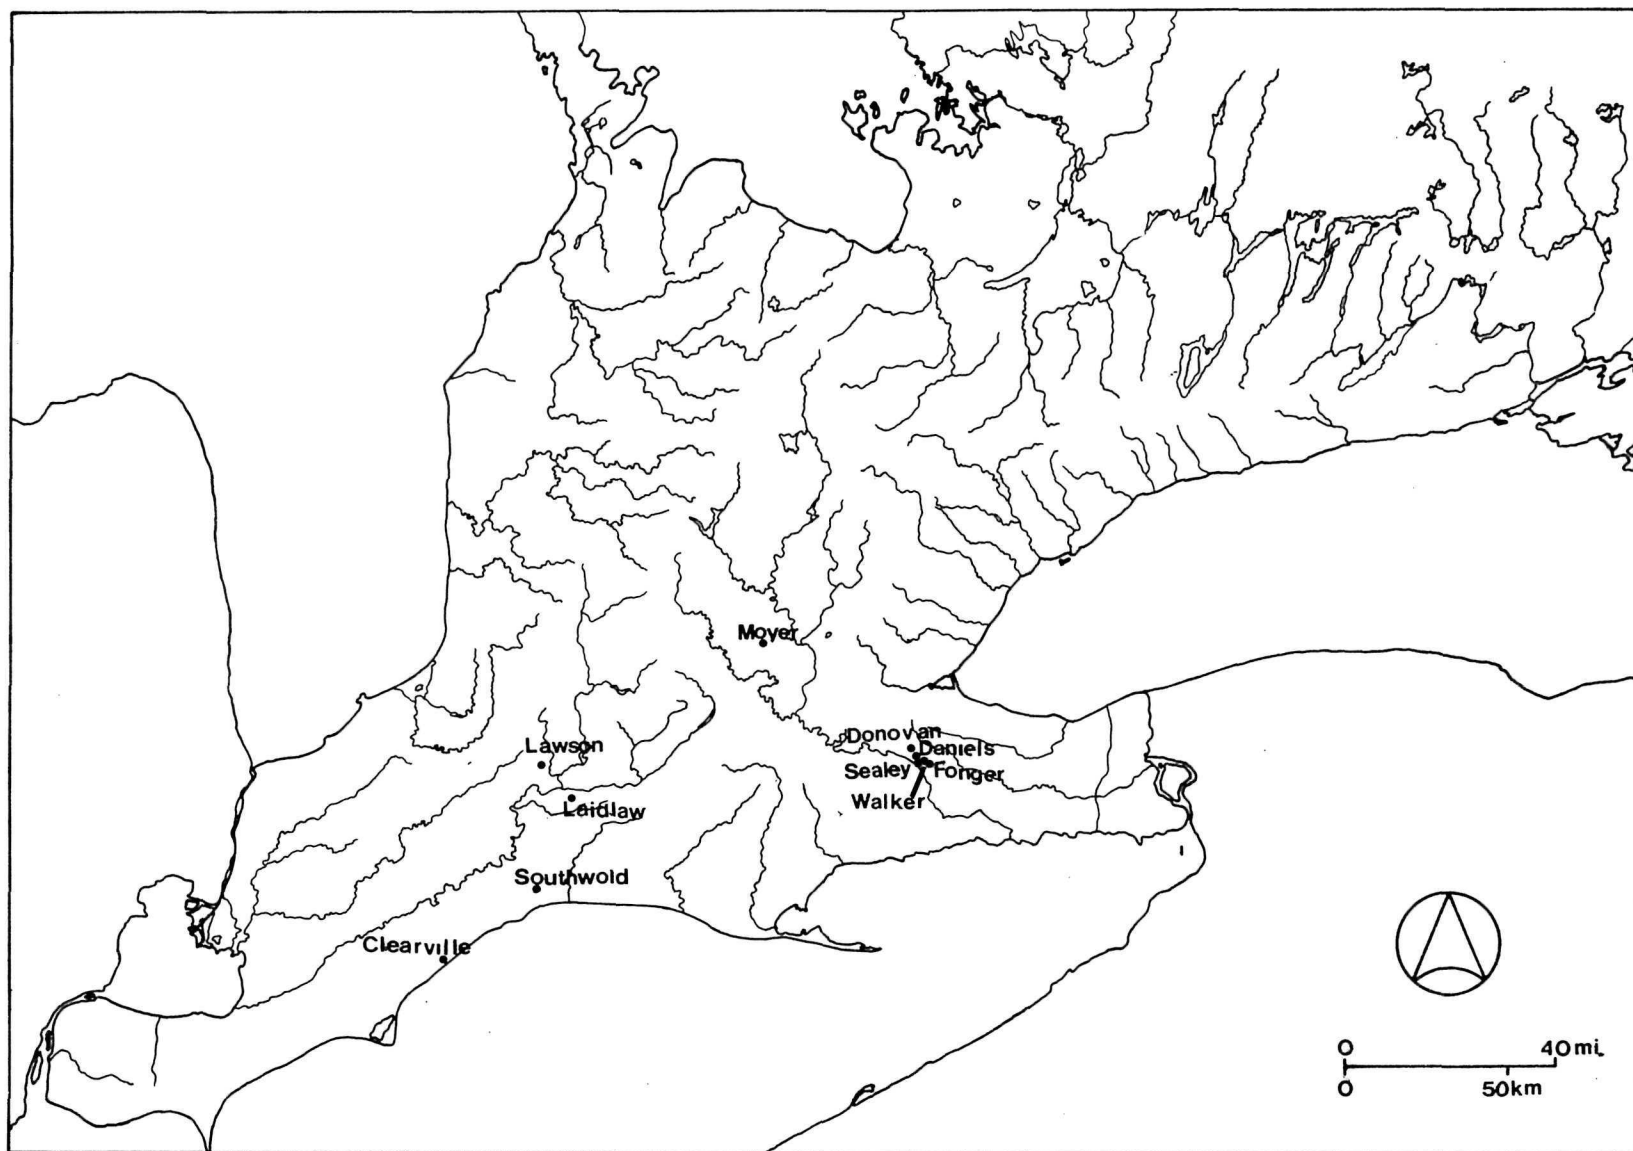 Moyer
Donovan
Daniels
Lawson
Sealey
Fonger
Walker
Laidlaw
Southwold
Clearville
0 40 mi.
0 50 km